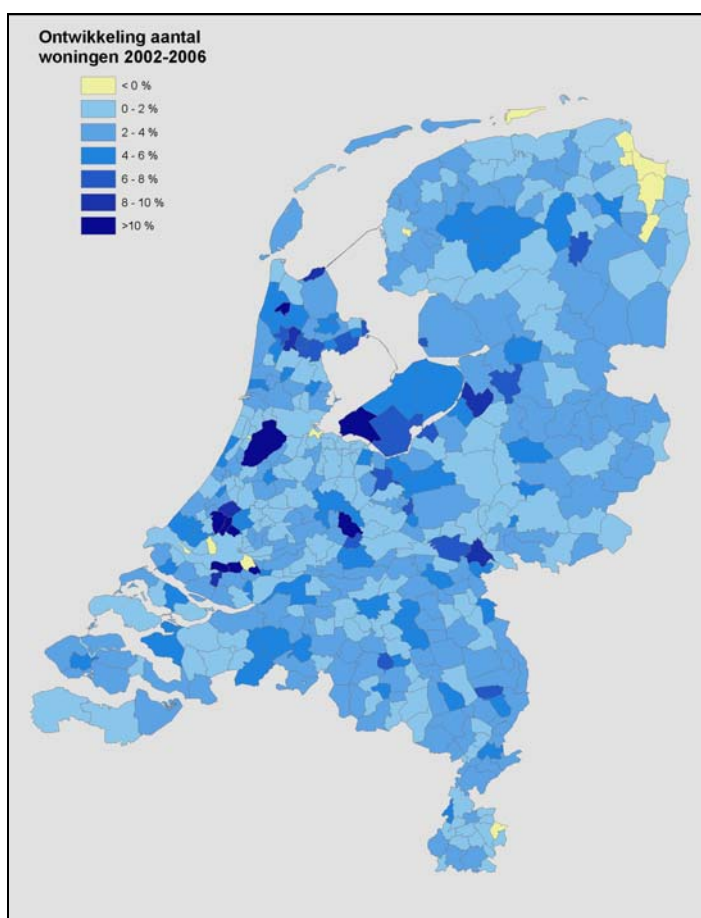 Ontwikkeling aantal
woningen 2002-2006
< 0 %
0 - 2 %
2 - 4 %
4 - 6 %
6 - 8 %
8 - 10 %
>10 %